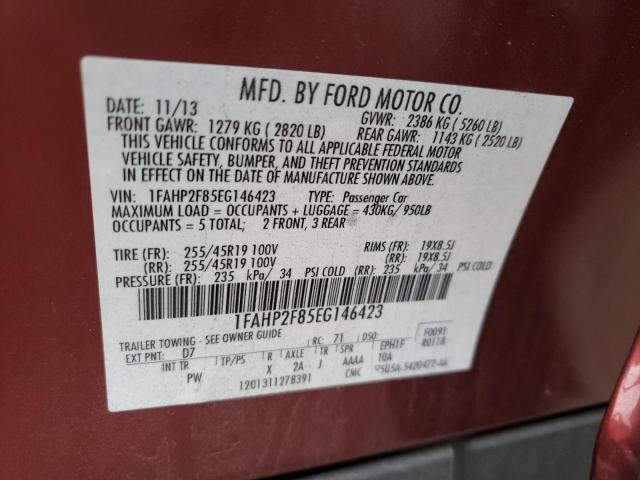 MFD. BY FORD MOTOR CO.
DATE: 11/13 GVWR: 2386 KG ( 5260 LB)
FRONT GAWR: 1279 KG ( 2820 LB) REAR GAWR: 1143 KG ( 2520 LB)
THIS VEHICLE CONFORMS TO ALL APPLICABLE FEDERAL MOTOR
VEHICLE SAFETY, BUMPER, AND THEFT PREVENTION STANDARDS
IN EFFECT ON THE DATE OF MANUFACTURE SHOWN ABOVE.
VIN: 1FAHP2F85EG146423 TYPE: Passenger Car
MAXIMUM LOAD = OCCUPANTS + LUGGAGE = 430KG/ 950LB
OCCUPANTS = 5 TOTAL; 2 FRONT, 3 REAR
TIRE (FR): 255/45R19 100V RIMS (FR): 19X8.5J
(RR): 255/45R19 100V (RR): 19X8.5J
PRESSURE (FR): 235 kPa/ 34 PSI COLD (RR): 235 kPa/ 34 PSI COLD
1FAHP2F85EG146423
TRAILER TOWING - SEE OWNER GUIDE RC: 71 DSO: F0091
EXT PNT: D7 R0118
INT TR TP/PS R AXLE TR SPR EPH1F
PW X 2A J AAAA 10A
1201311278391 CMC